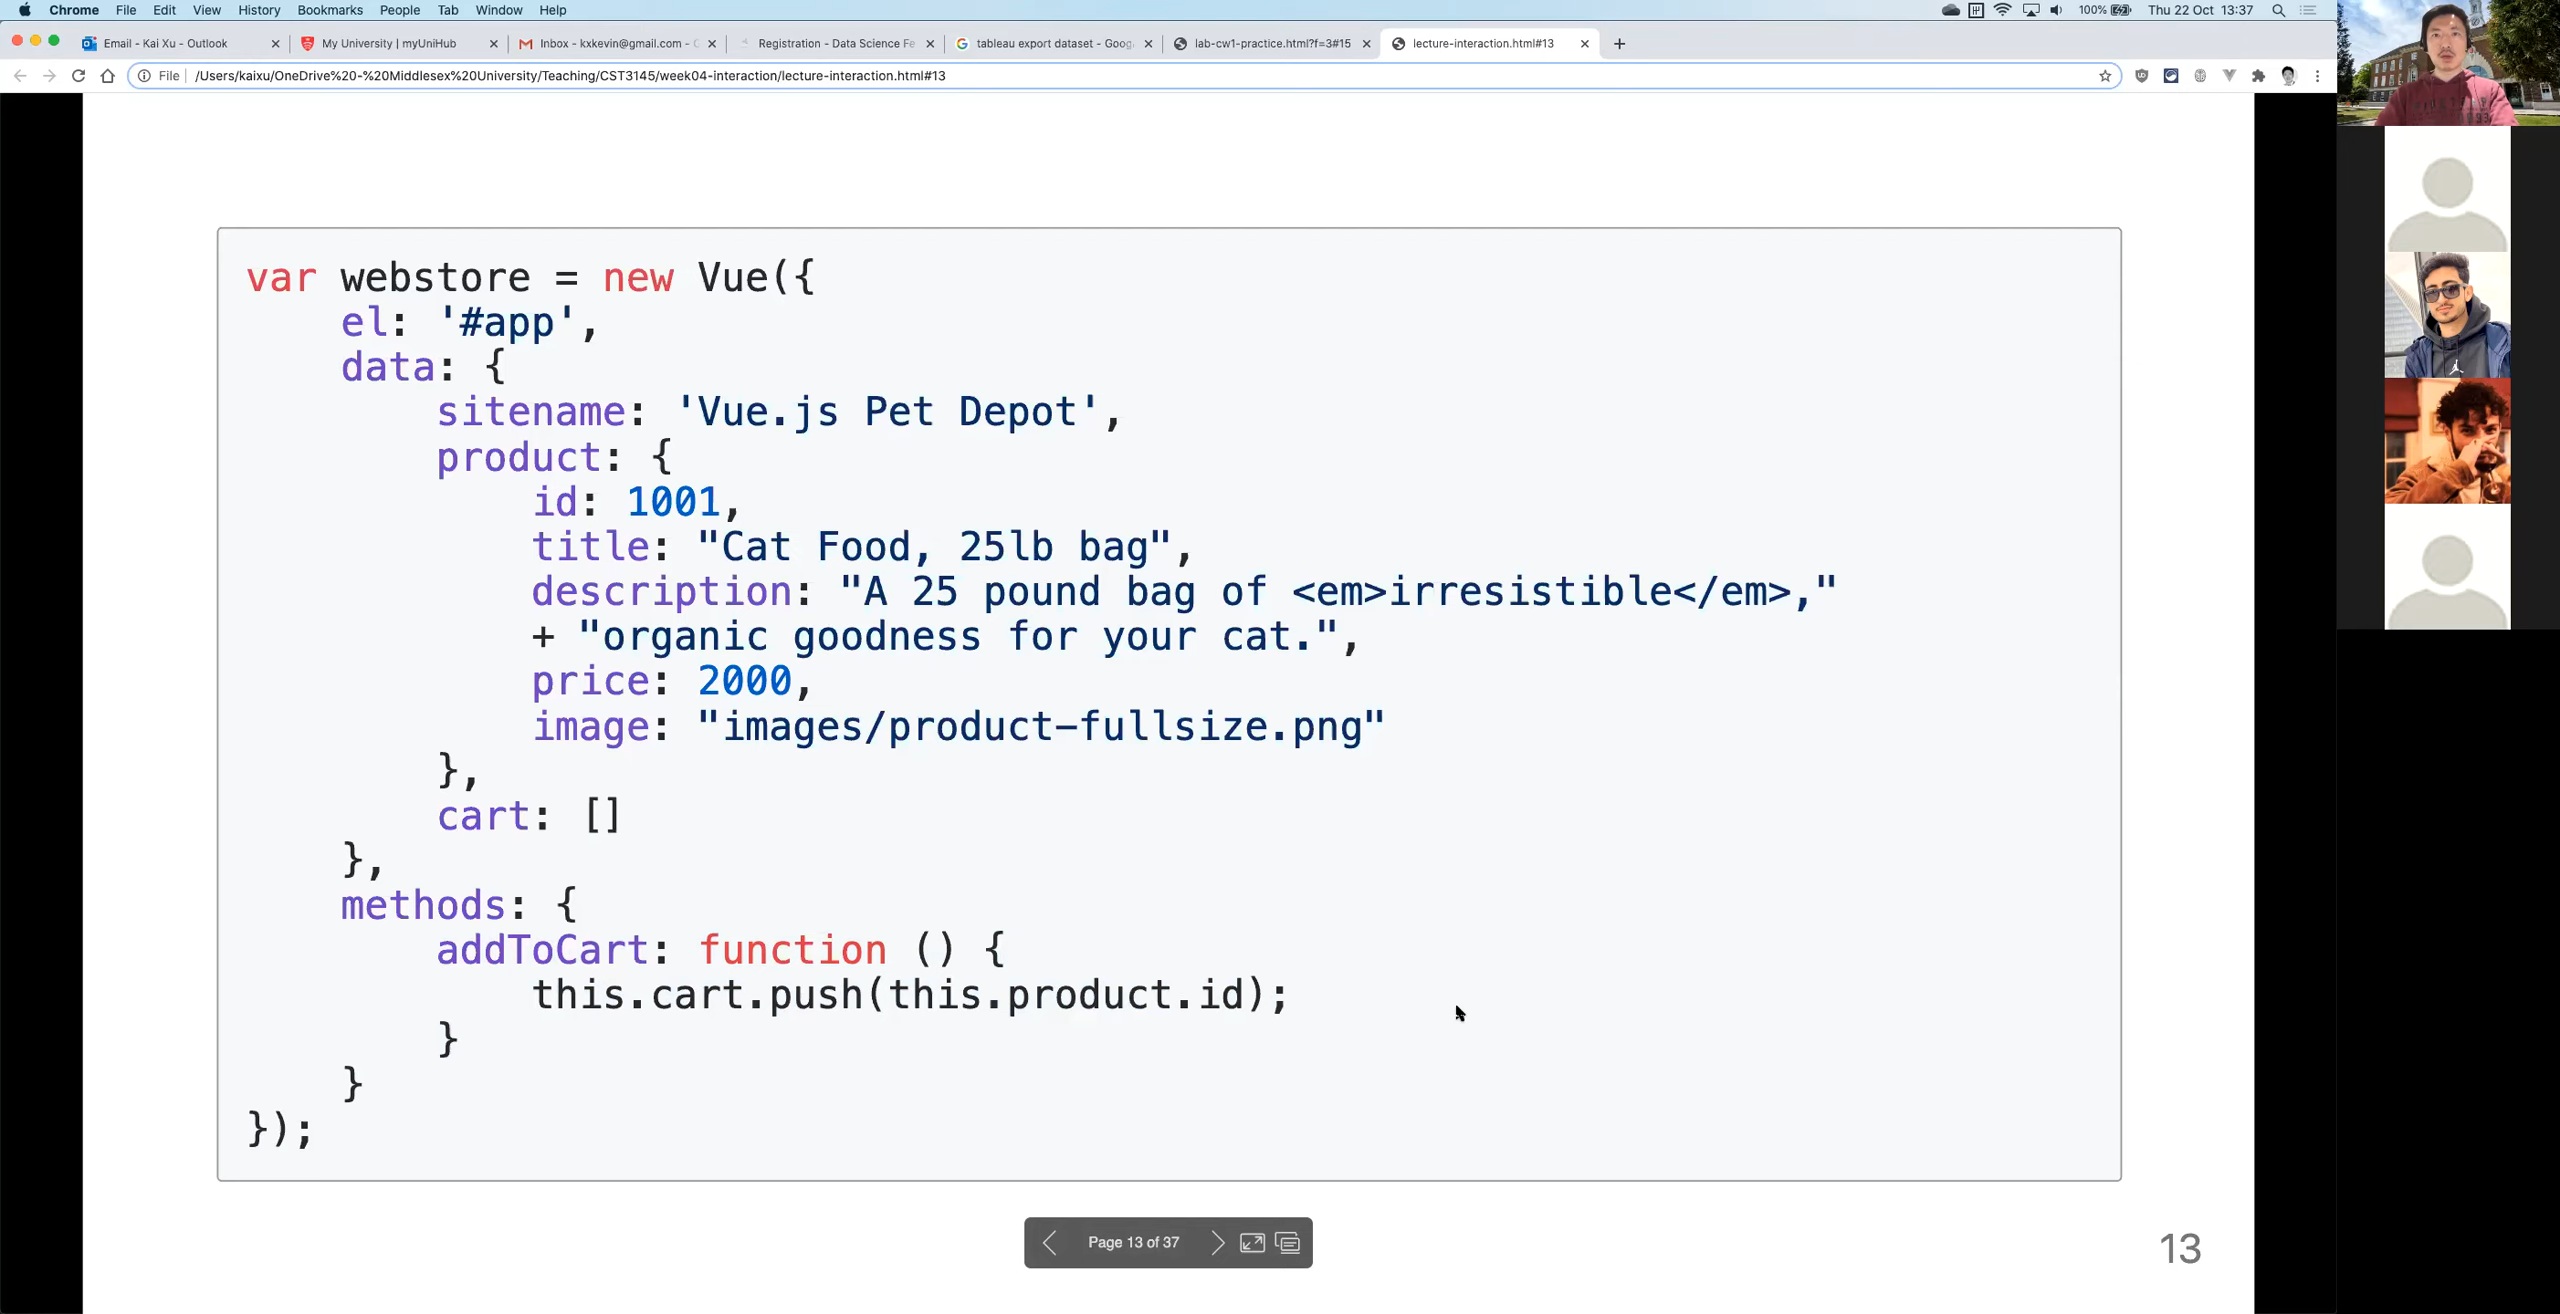 Chrome File Edit View History Bookmarks People Tab Window Help 100% Thu 22 Oct 13:37
Email - Kai Xu - Outlook My University | myUniHub Inbox - kxkevin@gmail.com - Registration - Data Science Fe tableau export dataset - Goog lab-cw1-practice.html?f=3#15 lecture-interaction.html#13
File /Users/kaixu/OneDrive%20-%20Middlesex%20University/Teaching/CST3145/week04-interaction/lecture-interaction.html#13
var webstore = new Vue({
el: '#app',
data: {
sitename: 'Vue.js Pet Depot',
product: {
id: 1001,
title: "Cat Food, 25lb bag",
description: "A 25 pound bag of <em>irresistible</em>,"
+ "organic goodness for your cat.",
price: 2000,
image: "images/product-fullsize.png"
},
cart: []
},
methods: {
addToCart: function () {
this.cart.push(this.product.id);
}
}
});
Page 13 of 37
13